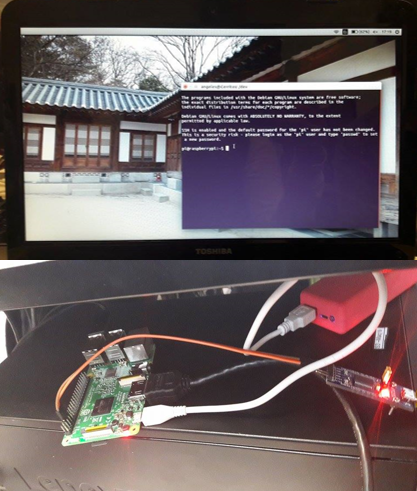 The programs included with the Debian GNU/Linux system are free software;
the exact distribution terms for each program are described in the
individual files in /usr/share/doc/*/copyright.
Debian GNU/Linux comes with ABSOLUTELY NO WARRANTY, to the extent
permitted by applicable law.
SSH is enabled and the default password for the 'pi' user has not been changed.
This is a security risk - please login as the 'pi' user and type 'passwd' to set
a new password.
pi@raspberrypi:~$
TOSHIBA